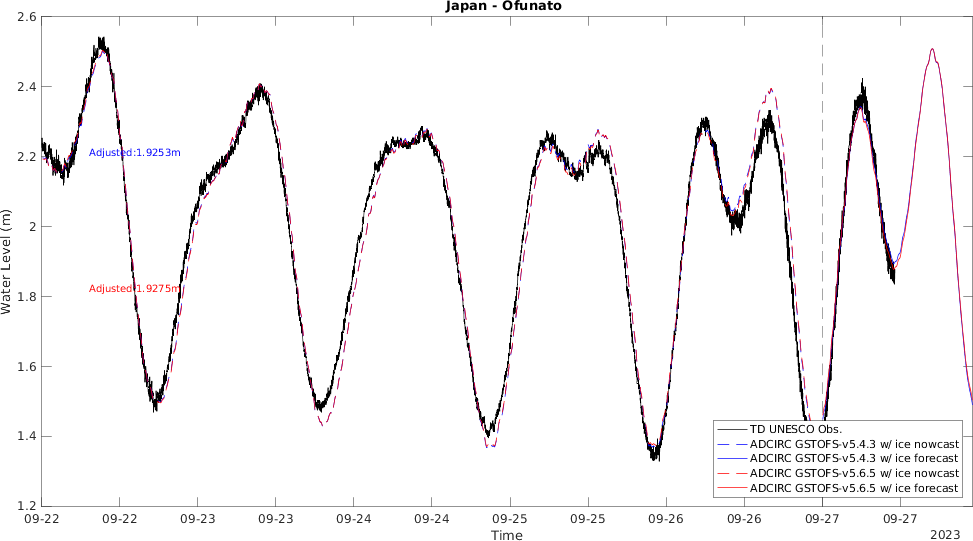 Japan - Ofunato
2.6
2.4
2.2
2
1.8
1.6
1.4
1.2
Water Level (m)
Adjusted:1.9253m
Adjusted:1.9275m
TD UNESCO Obs.
ADCIRC GSTOFS-v5.4.3 w/ ice nowcast
ADCIRC GSTOFS-v5.4.3 w/ ice forecast
ADCIRC GSTOFS-v5.6.5 w/ ice nowcast
ADCIRC GSTOFS-v5.6.5 w/ ice forecast
09-22 09-22 09-23 09-23 09-24 09-24 09-25 09-25 09-26 09-26 09-27 09-27
Time
2023